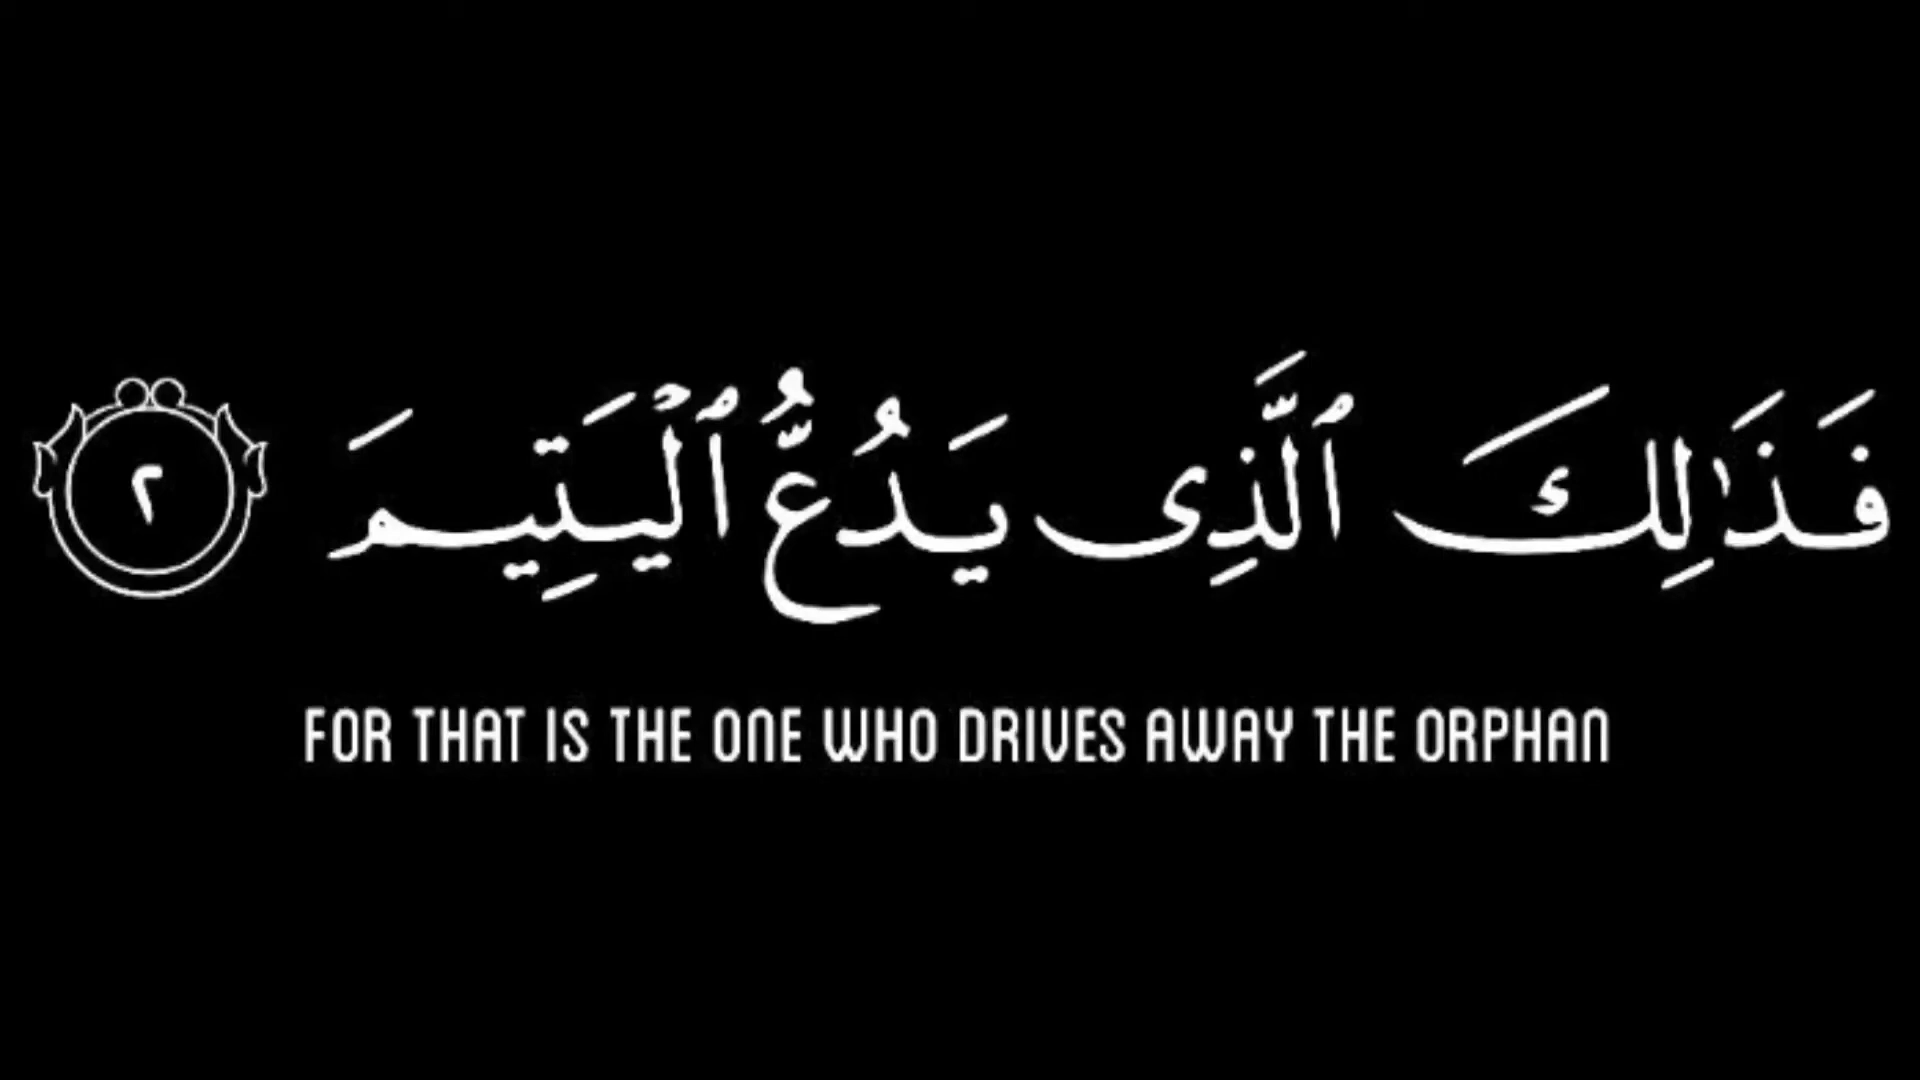 فَذَٰلِكَ ٱلَّذِى يَدُعُّ ٱلْيَتِيمَ ٢
FOR THAT IS THE ONE WHO DRIVES AWAY THE ORPHAN